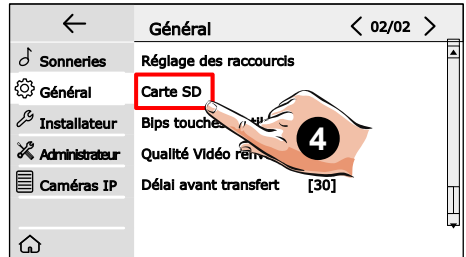 Général
02/02
Sonneries
Général
Installateur
Administrateur
Caméras IP
Réglage des raccourcis
Carte SD
Bips touches
Qualité Vidéo
Délai avant transfert [30]
4